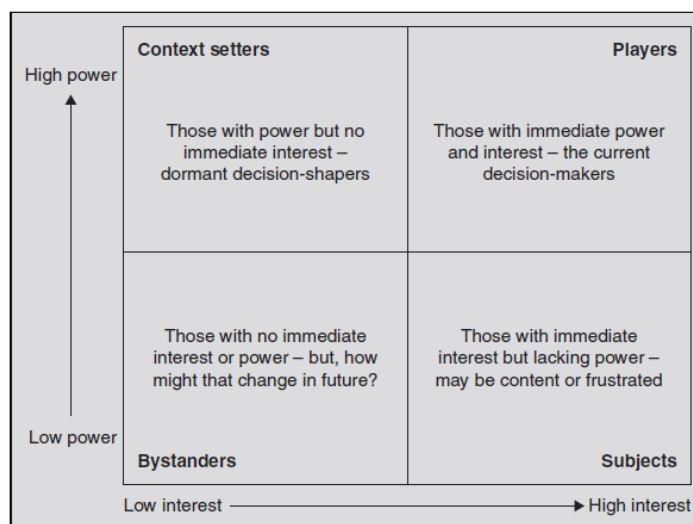 Context setters
Players
High power
Those with power but no
immediate interest –
dormant decision-shapers
Those with immediate power
and interest – the current
decision-makers
Those with no immediate
interest or power – but, how
might that change in future?
Those with immediate
interest but lacking power –
may be content or frustrated
Low power
Bystanders
Subjects
Low interest
High interest